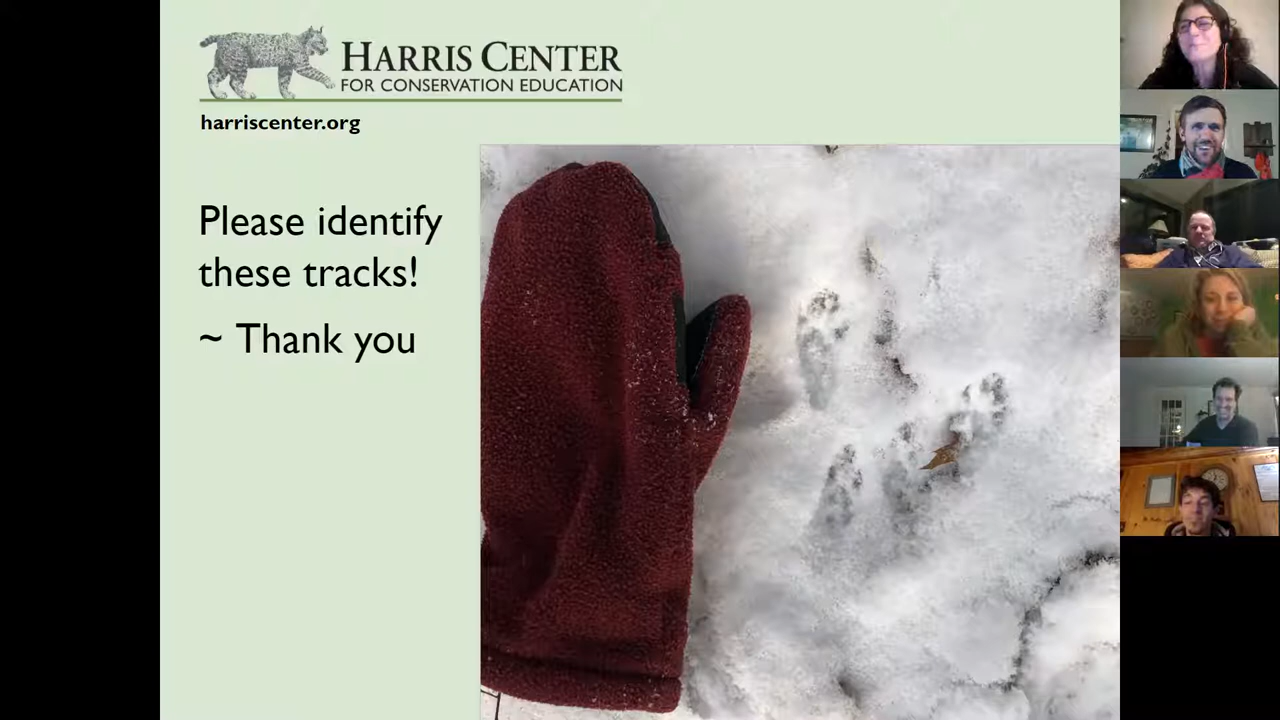 HARRIS CENTER
FOR CONSERVATION EDUCATION
harriscenter.org
Please identify
these tracks!
~ Thank you